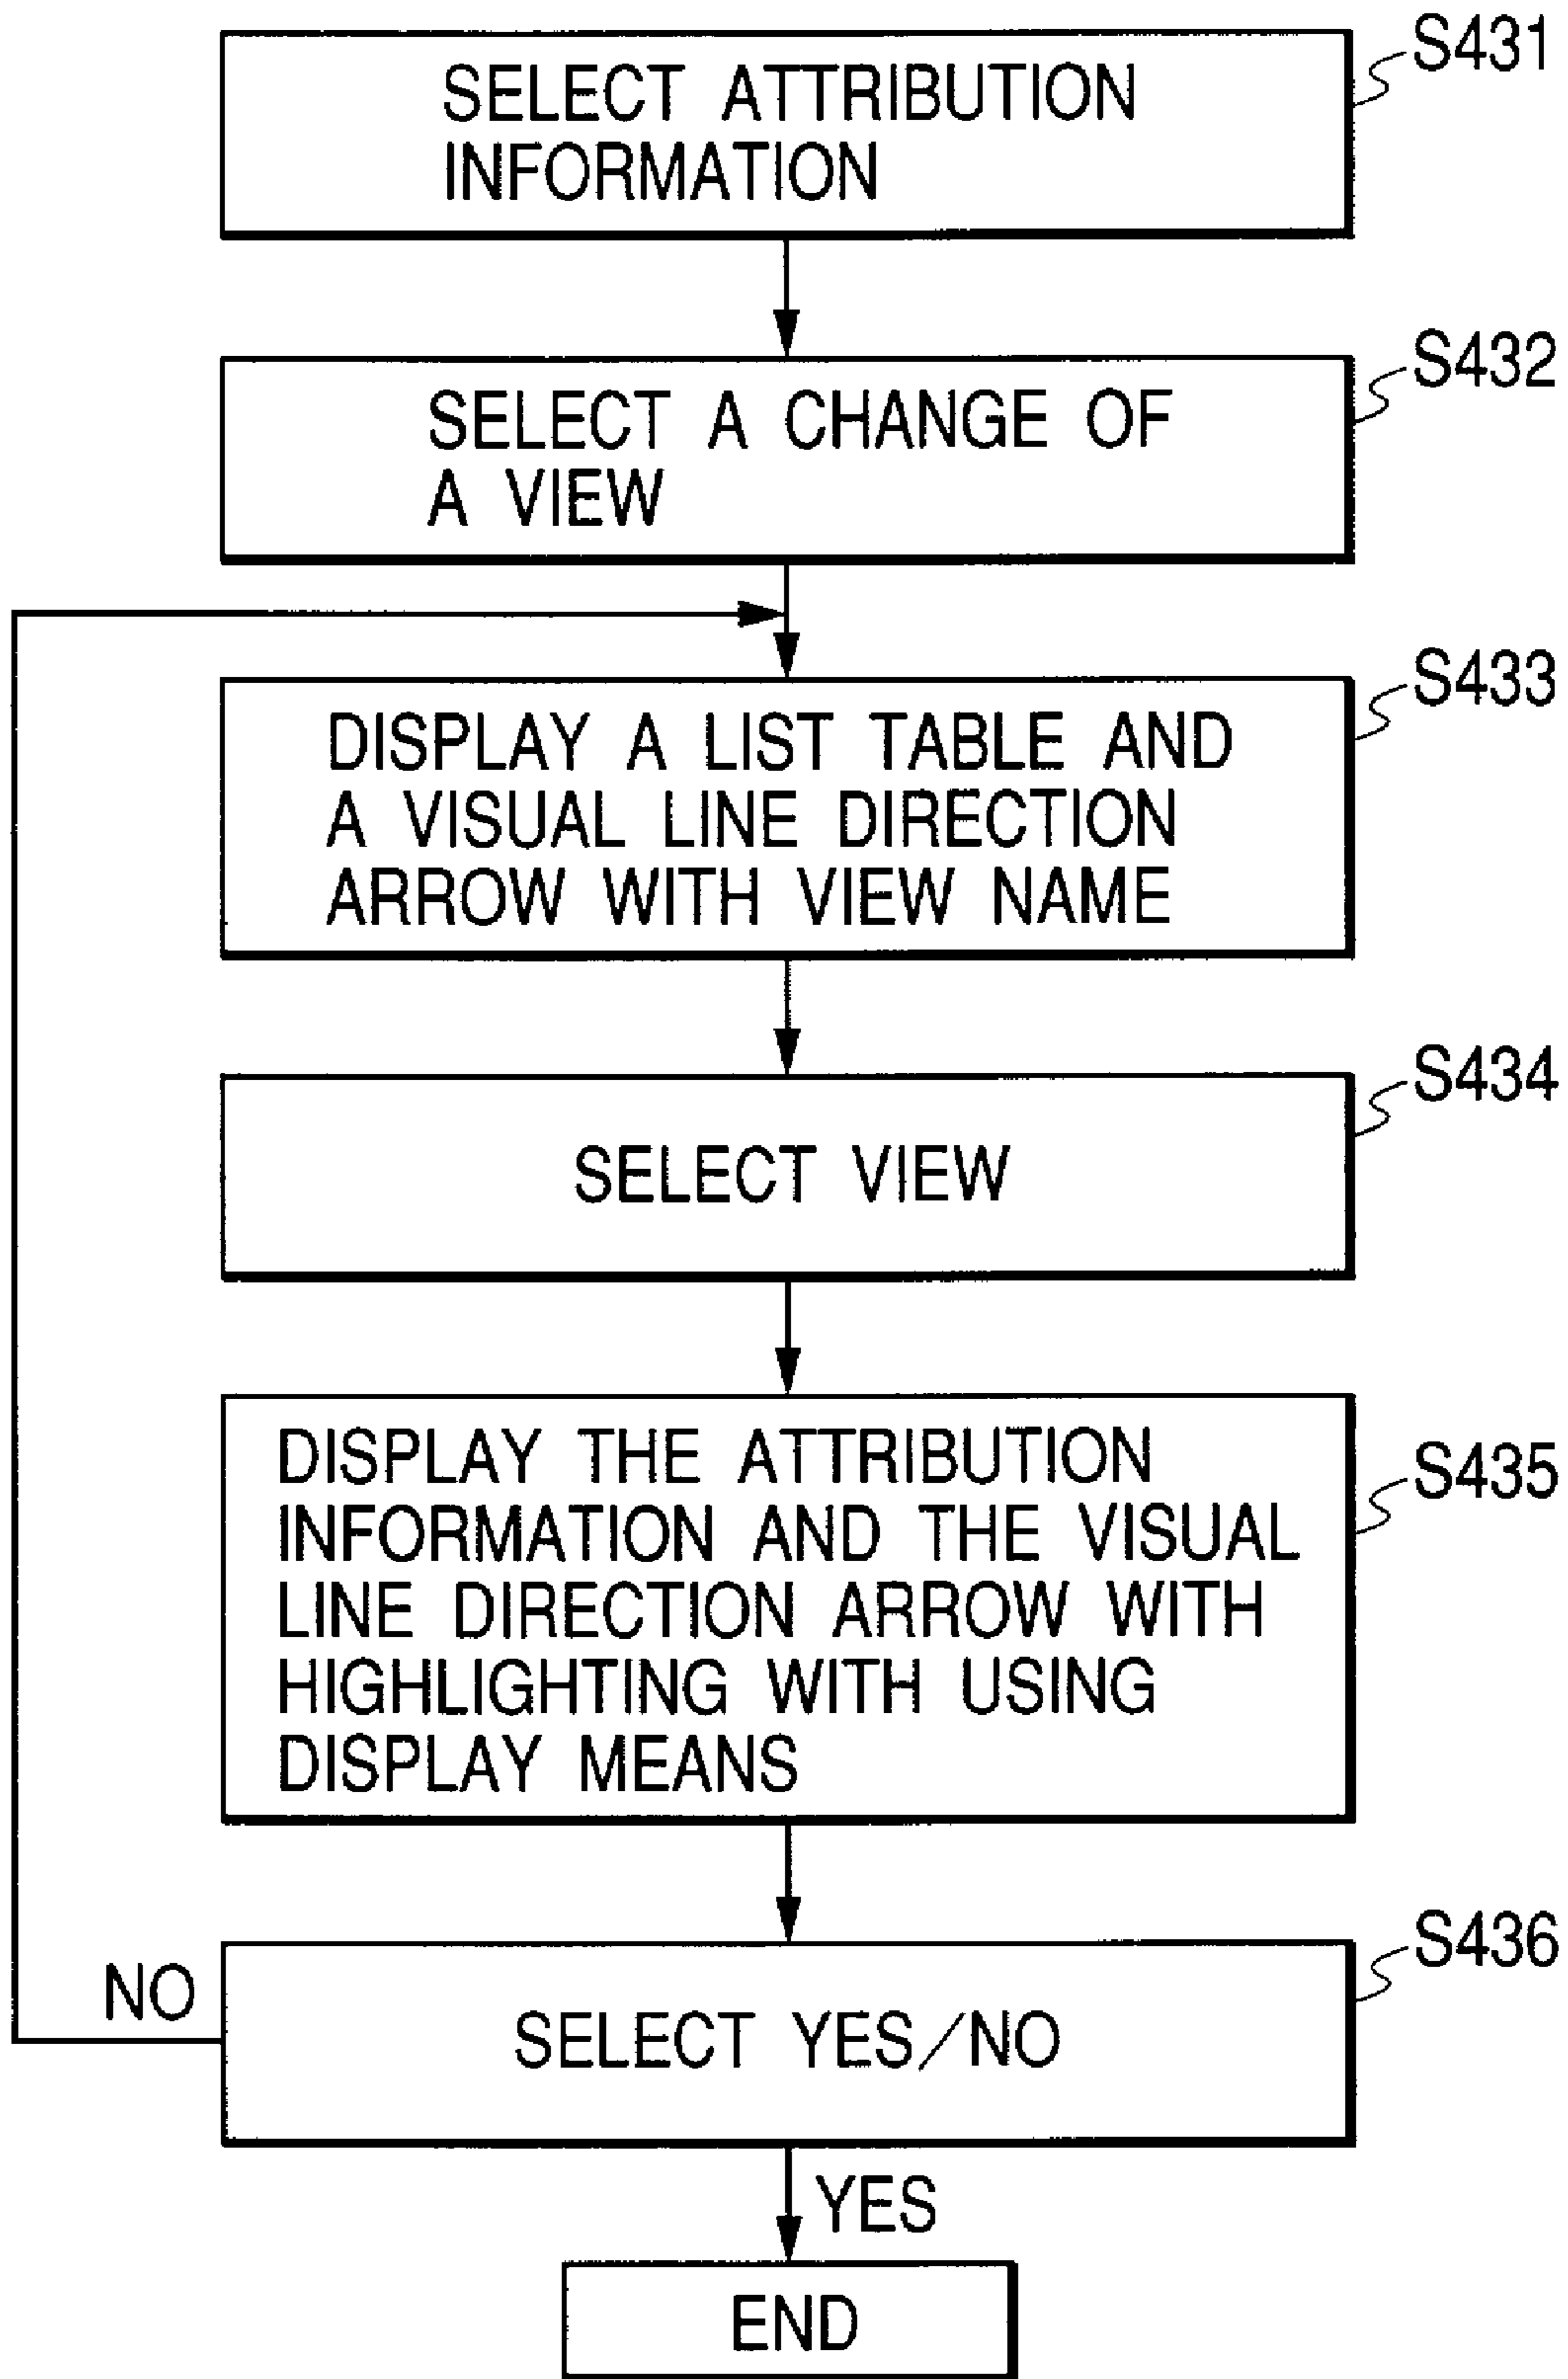 S431
SELECT ATTRIBUTION
INFORMATION
S432
SELECT A CHANGE OF
A VIEW
S433
DISPLAY A LIST TABLE AND
A VISUAL LINE DIRECTION
ARROW WITH VIEW NAME
S434
SELECT VIEW
S435
DISPLAY THE ATTRIBUTION
INFORMATION AND THE VISUAL
LINE DIRECTION ARROW WITH
HIGHLIGHTING WITH USING
DISPLAY MEANS
S436
NO
SELECT YES/NO
YES
END